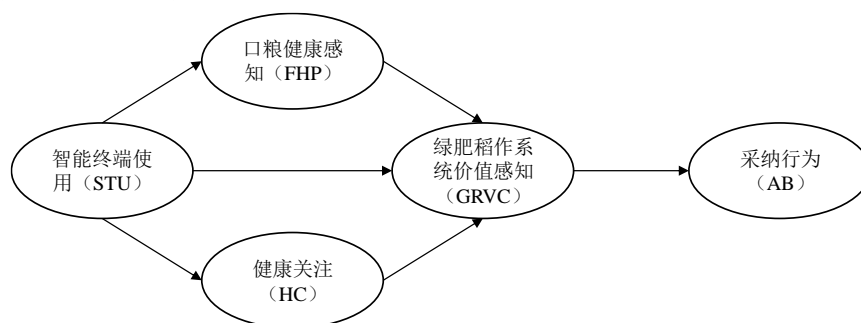 口粮健康感
知（FHP）
智能终端使
用（STU）
绿肥稻作系
统价值感知
（GRVC）
采纳行为
（AB）
健康关注
（HC）